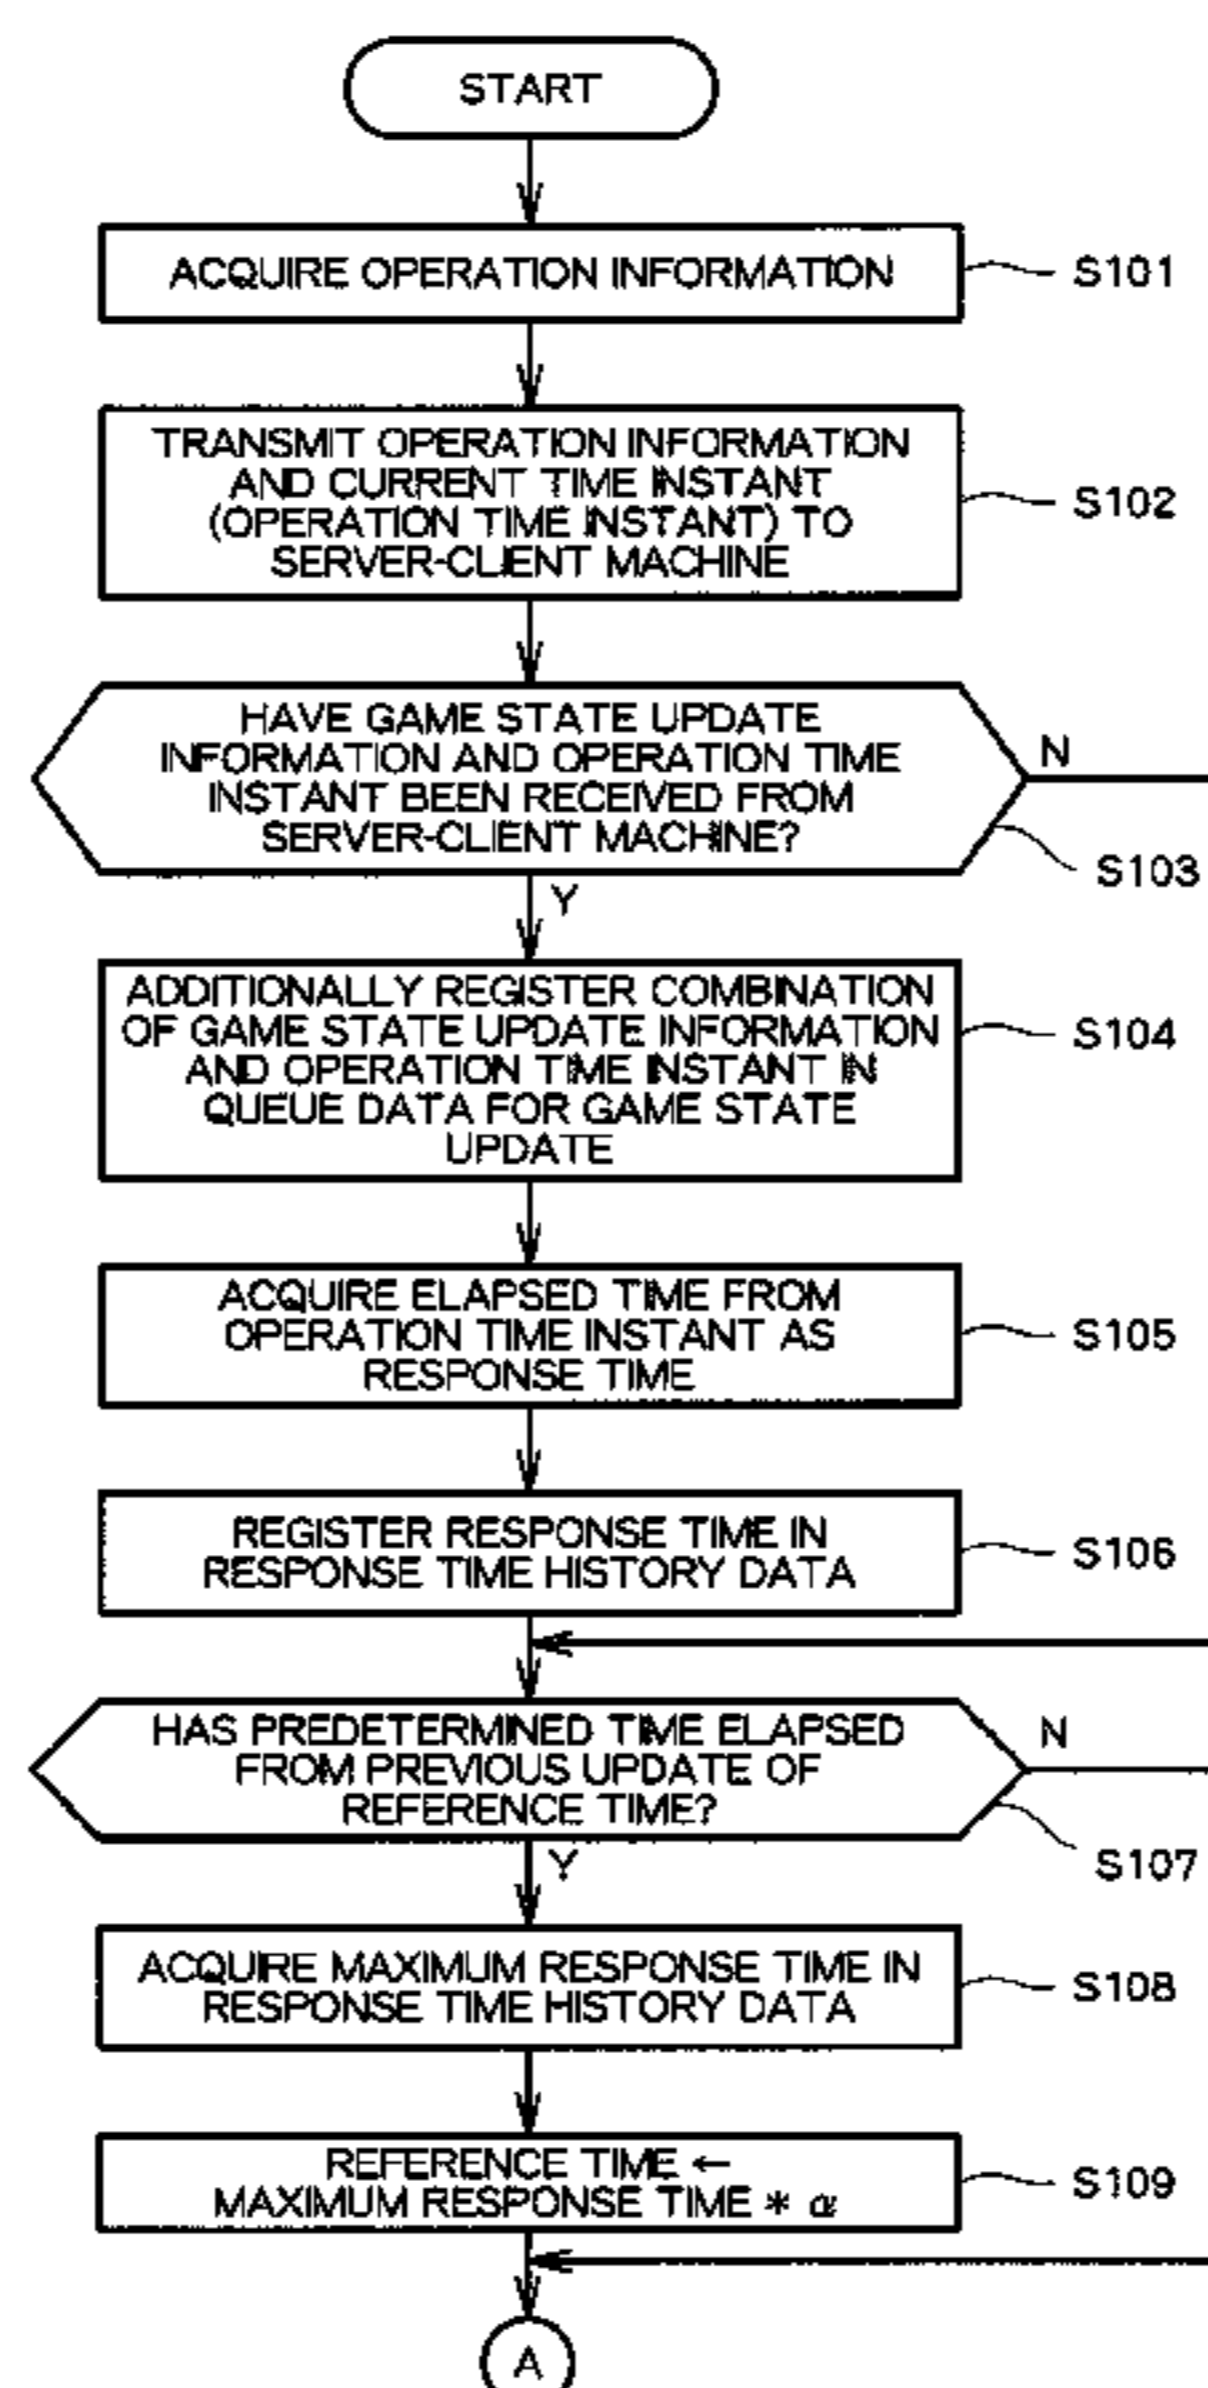 START
ACQUIRE OPERATION INFORMATION
S101
TRANSMIT OPERATION INFORMATION
AND CURRENT TIME INSTANT
(OPERATION TIME INSTANT) TO
SERVER-CLIENT MACHINE
S102
HAVE GAME STATE UPDATE
INFORMATION AND OPERATION TIME
INSTANT BEEN RECEIVED FROM
SERVER-CLIENT MACHINE?
N
S103
Y
ADDITIONALLY REGISTER COMBINATION
OF GAME STATE UPDATE INFORMATION
AND OPERATION TIME INSTANT IN
QUEUE DATA FOR GAME STATE
UPDATE
S104
ACQUIRE ELAPSED TIME FROM
OPERATION TIME INSTANT AS
RESPONSE TIME
S105
REGISTER RESPONSE TIME IN
RESPONSE TIME HISTORY DATA
S106
HAS PREDETERMINED TIME ELAPSED
FROM PREVIOUS UPDATE OF
REFERENCE TIME?
N
S107
Y
ACQUIRE MAXIMUM RESPONSE TIME IN
RESPONSE TIME HISTORY DATA
S108
REFERENCE TIME ←
MAXIMUM RESPONSE TIME * α
S109
A